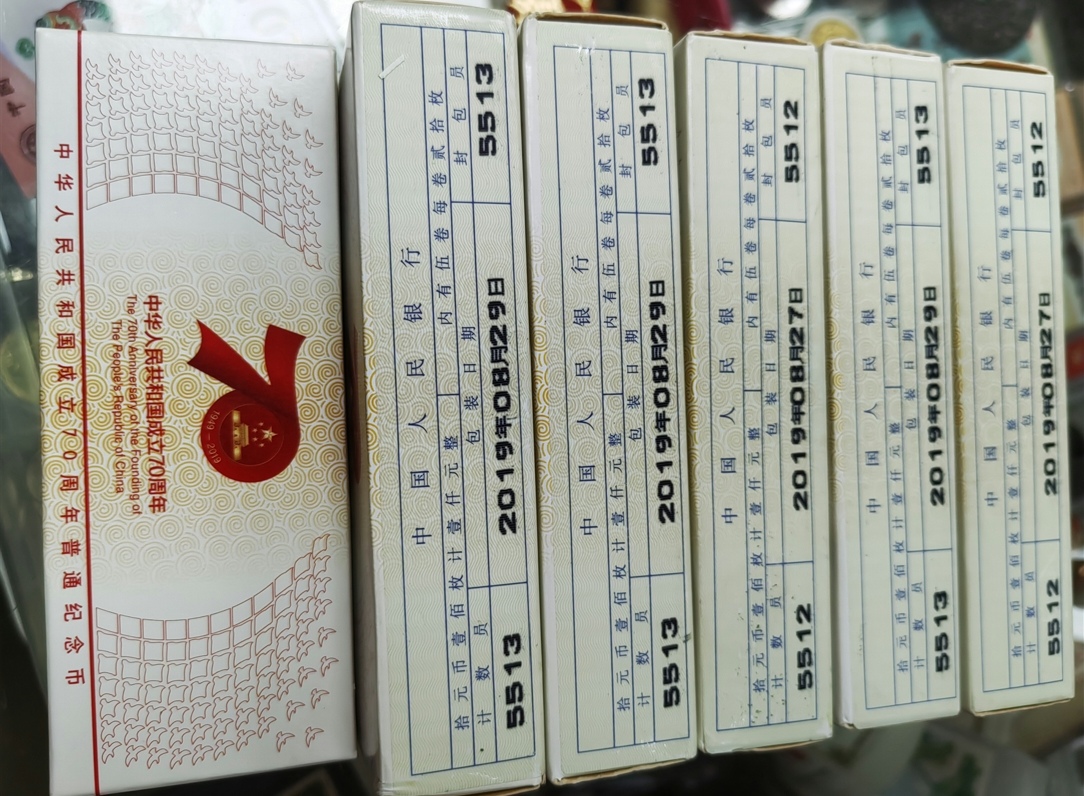 中华人民共和国成立70周年普通纪念币
中华人民共和国成立70周年
The 70th Anniversary of the Founding of
The People's Republic of China
1949-2019
中国人民银行
拾元币壹佰枚计壹仟元整
内有伍卷每卷贰拾枚
计数员
包装日期
封包员
5513
2019年08月29日
5513
中国人民银行
拾元币壹佰枚计壹仟元整
内有伍卷每卷贰拾枚
计数员
包装日期
封包员
5513
2019年08月29日
5513
中国人民银行
拾元币壹佰枚计壹仟元整
内有伍卷每卷贰拾枚
计数员
包装日期
封包员
5512
2019年08月27日
5512
中国人民银行
拾元币壹佰枚计壹仟元整
内有伍卷每卷贰拾枚
计数员
包装日期
封包员
5513
2019年08月29日
5513
中国人民银行
拾元币壹佰枚计壹仟元整
内有伍卷每卷贰拾枚
计数员
包装日期
封包员
5512
2019年08月27日
5512